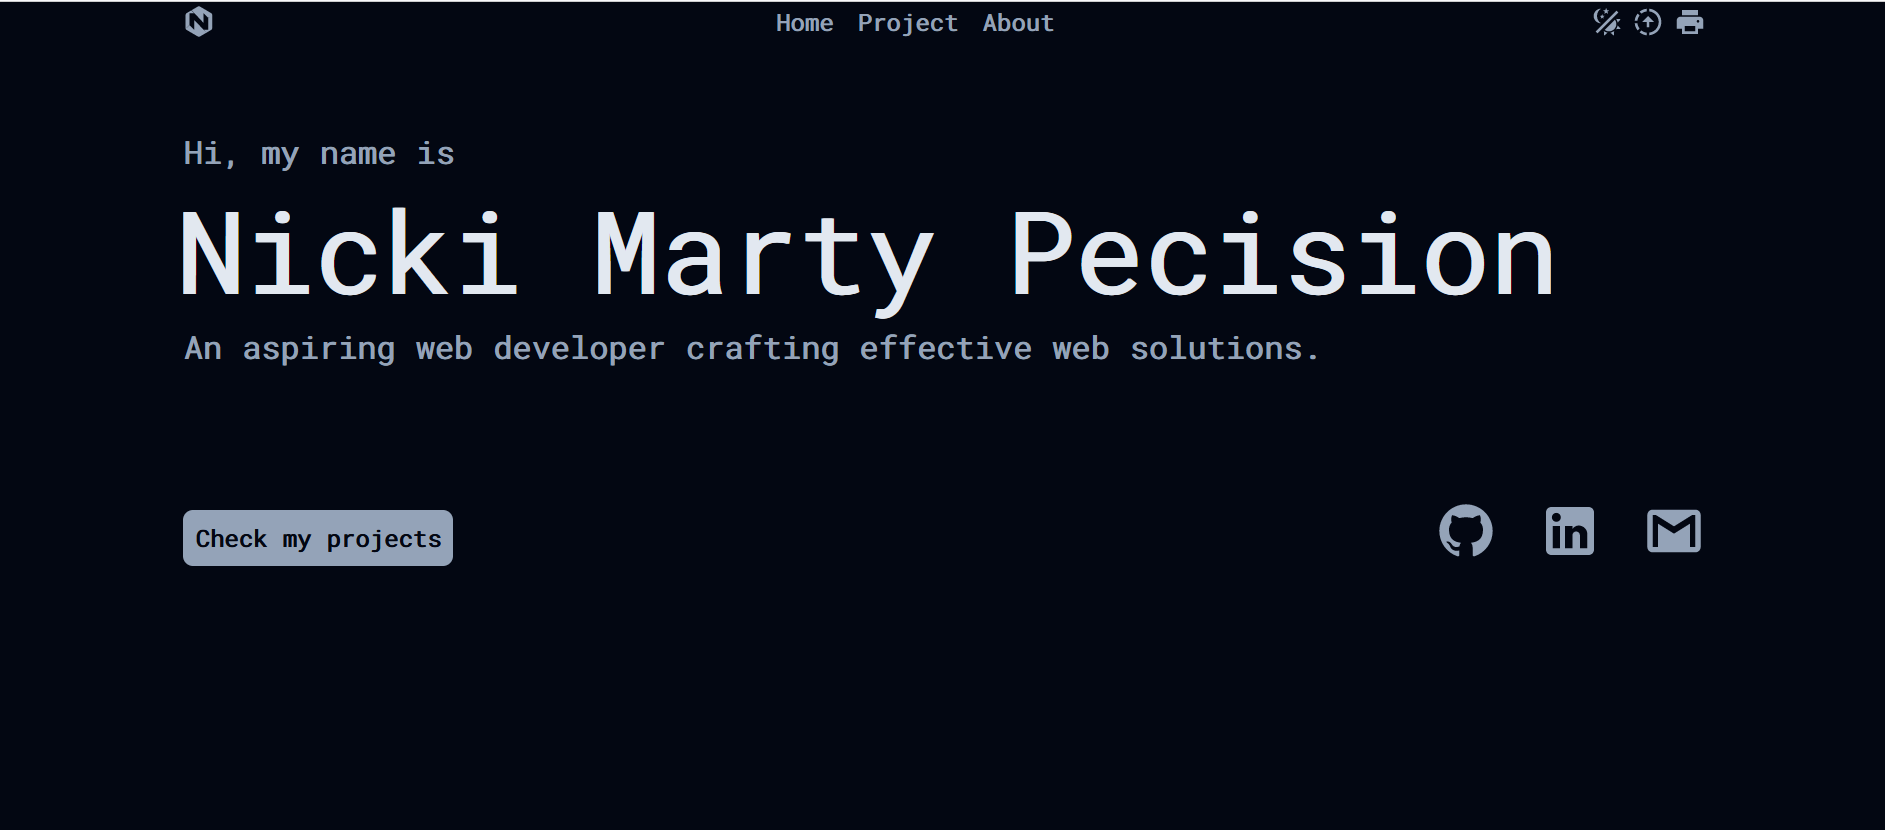 Home Project About
Hi, my name is
Nicki Marty Pecision
An aspiring web developer crafting effective web solutions.
Check my projects